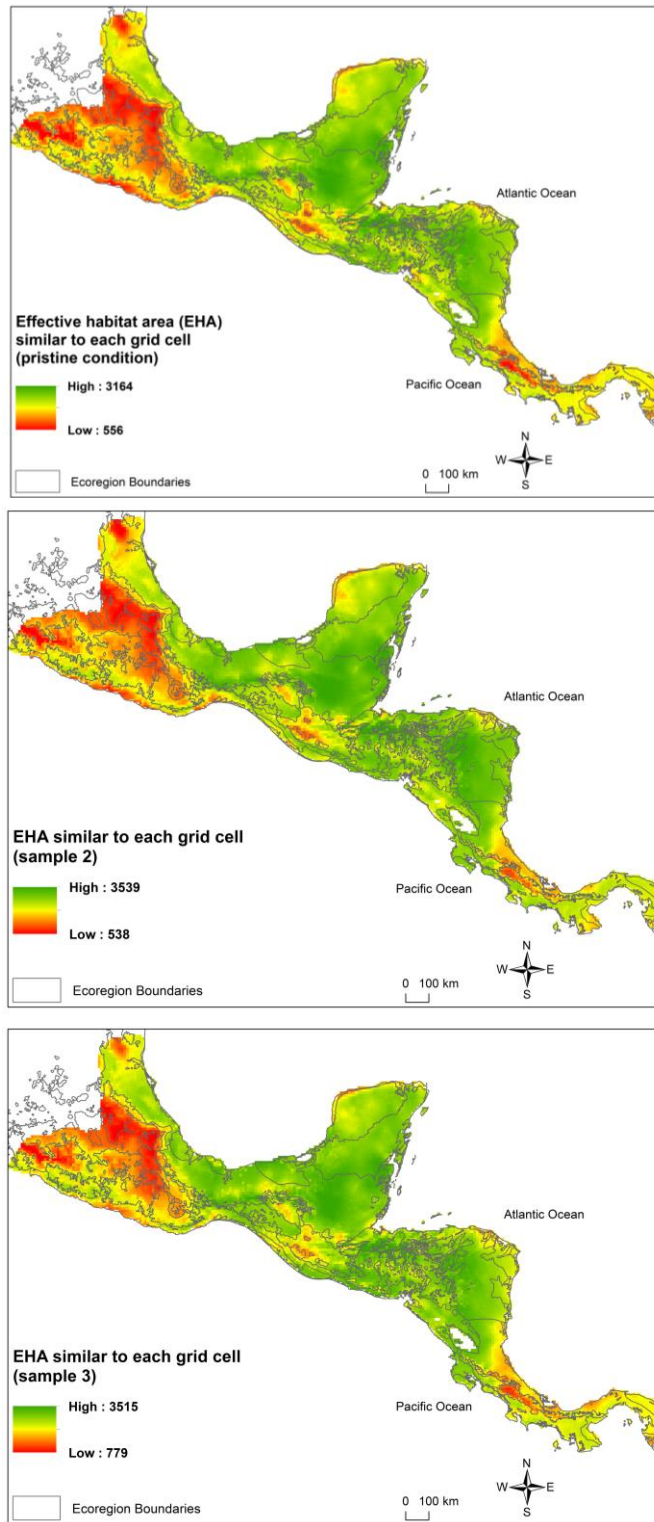 Atlantic Ocean
Effective habitat area (EHA)
similar to each grid cell
(pristine condition)
High : 3164
Pacific Ocean
Low : 556
N
W E
S
Ecoregion Boundaries
0 100 km
Atlantic Ocean
EHA similar to each grid cell
(sample 2)
High : 3539
Pacific Ocean
Low : 538
N
W E
S
Ecoregion Boundaries
0 100 km
Atlantic Ocean
EHA similar to each grid cell
(sample 3)
High : 3515
Pacific Ocean
Low : 779
N
W E
S
Ecoregion Boundaries
0 100 km